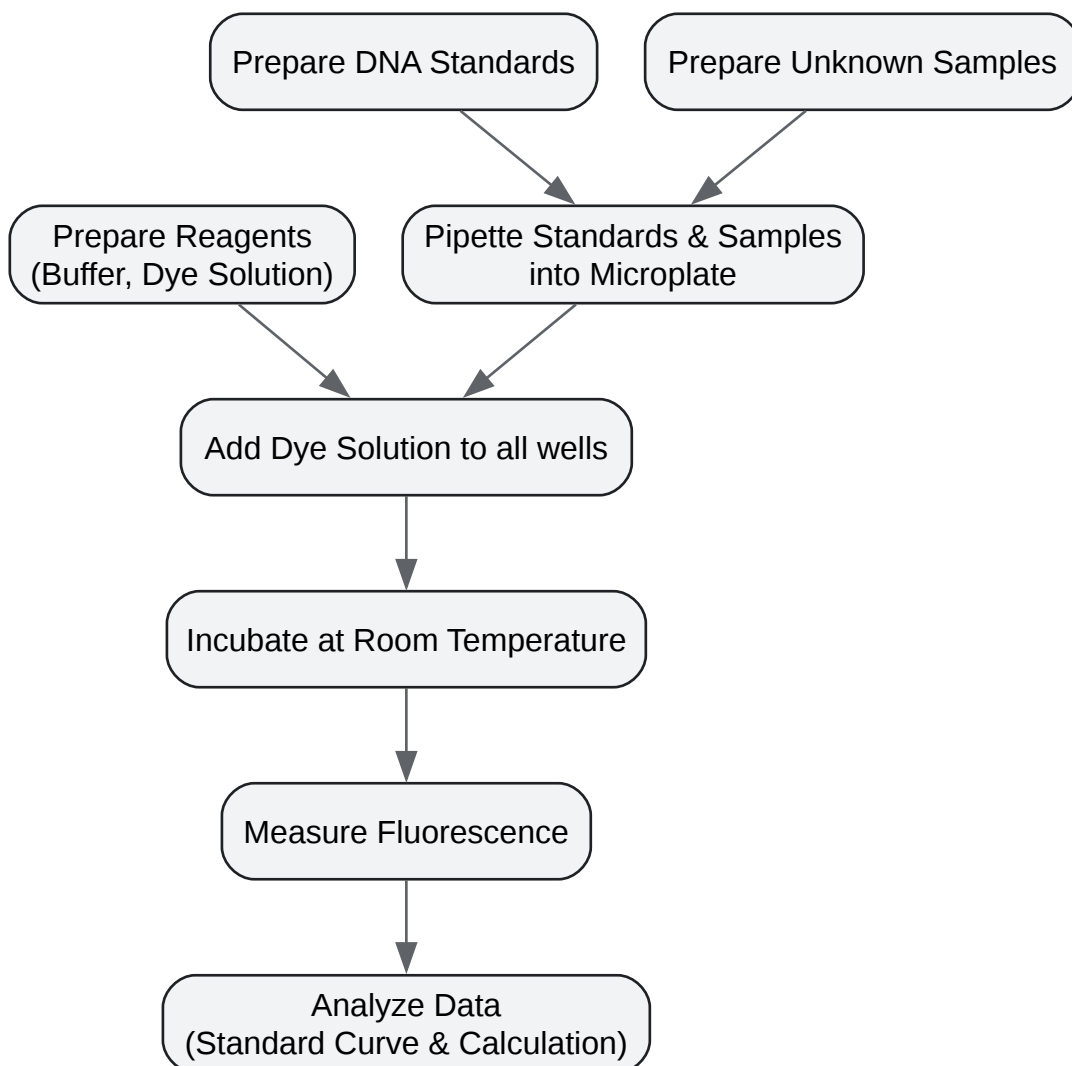 Prepare DNA Standards
Prepare Unknown Samples
Prepare Reagents
(Buffer, Dye Solution)
Pipette Standards & Samples
into Microplate
Add Dye Solution to all wells
Incubate at Room Temperature
Measure Fluorescence
Analyze Data
(Standard Curve & Calculation)